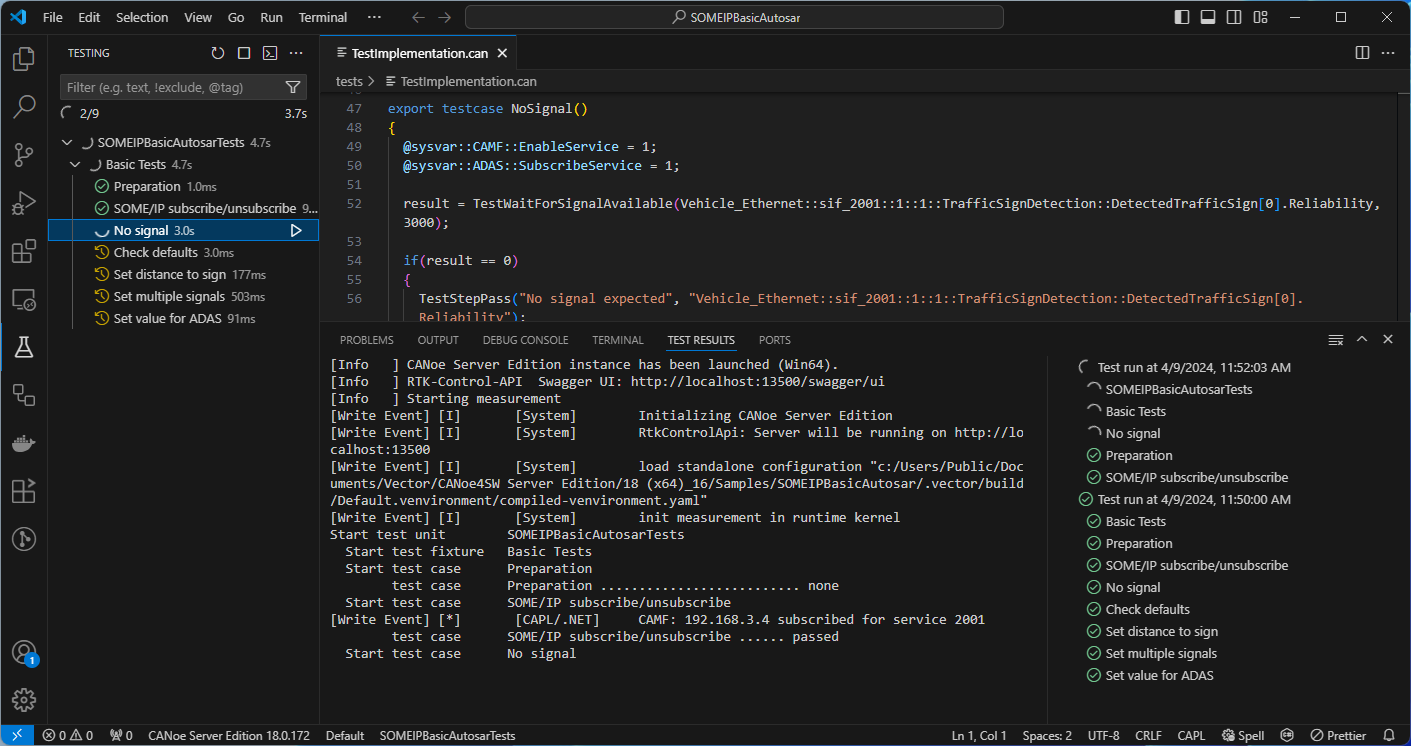 File Edit Selection View Go Run Terminal ··· SOMEIPBasicAutosar
TESTING
Filter (e.g. text, !exclude, @tag)
2/9 3.7s
SOMEIPBasicAutosarTests 4.7s
Basic Tests 4.7s
Preparation 1.0ms
SOME/IP subscribe/unsubscribe 9...
No signal 3.0s
Check defaults 3.0ms
Set distance to sign 177ms
Set multiple signals 503ms
Set value for ADAS 91ms
TestImplementation.can
tests > TestImplementation.can
47 export testcase NoSignal()
48 {
49 @sysvar::CAMF::EnableService = 1;
50 @sysvar::ADAS::SubscribeService = 1;
51
52 result = TestWaitForSignalAvailable(Vehicle_Ethernet::sif_2001::1::1::TrafficSignDetection::DetectedTrafficSign[0].Reliability,
3000);
53
54 if(result == 0)
55 {
56 TestStepPass("No signal expected", "Vehicle_Ethernet::sif_2001::1::1::TrafficSignDetection::DetectedTrafficSign[0].
Reliability");
PROBLEMS OUTPUT DEBUG CONSOLE TERMINAL TEST RESULTS PORTS
[Info   ] CANoe Server Edition instance has been launched (Win64).
[Info   ] RTK-Control-API  Swagger UI: http://localhost:13500/swagger/ui
[Info   ] Starting measurement
[Write Event] [I] [System] Initializing CANoe Server Edition
[Write Event] [I] [System] RtkControlApi: Server will be running on http://lo
calhost:13500
[Write Event] [I] [System] load standalone configuration "c:/Users/Public/Doc
uments/Vector/CANoe4SW Server Edition/18 (x64)_16/Samples/SOMEIPBasicAutosar/.vector/build
/Default.venvironment/compiled-venvironment.yaml"
[Write Event] [I] [System] init measurement in runtime kernel
Start test unit SOMEIPBasicAutosarTests
Start test fixture Basic Tests
Start test case Preparation
test case Preparation .......................... none
Start test case SOME/IP subscribe/unsubscribe
[Write Event] [*] [CAPL/.NET] CAMF: 192.168.3.4 subscribed for service 2001
test case SOME/IP subscribe/unsubscribe ...... passed
Start test case No signal
Test run at 4/9/2024, 11:52:03 AM
SOMEIPBasicAutosarTests
Basic Tests
No signal
Preparation
SOME/IP subscribe/unsubscribe
Test run at 4/9/2024, 11:50:00 AM
Basic Tests
Preparation
SOME/IP subscribe/unsubscribe
No signal
Check defaults
Set distance to sign
Set multiple signals
Set value for ADAS
1
0 0 0 CANoe Server Edition 18.0.172 Default SOMEIPBasicAutosarTests Ln 1, Col 1 Spaces: 2 UTF-8 CRLF CAPL Spell Prettier